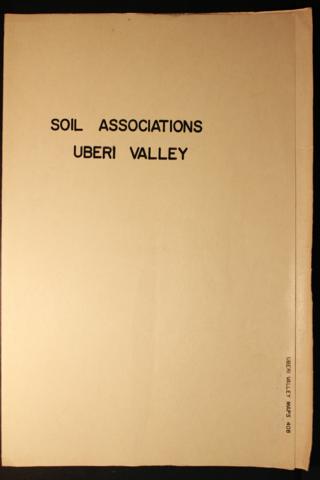 SOIL ASSOCIATIONS
UBERI VALLEY
UBERI VALLEY MAPS 408